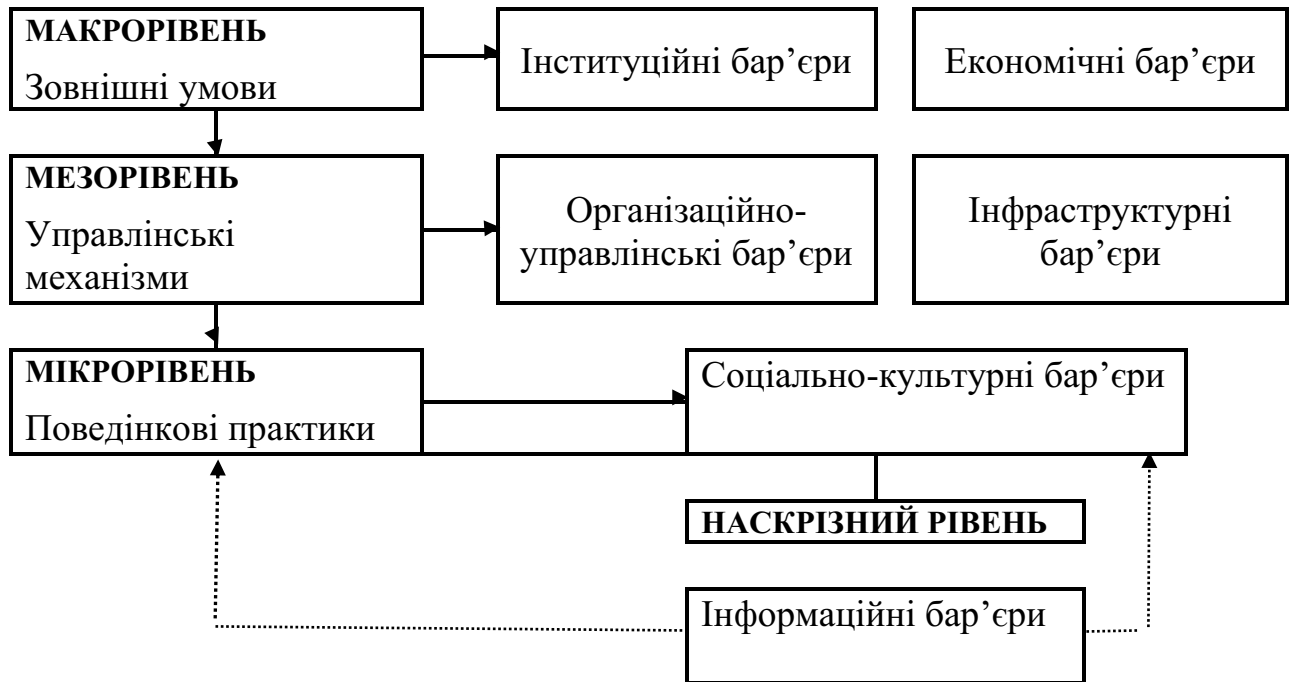 МАКРОРІВЕНЬ
Зовнішні умови
Інституційні бар’єри
Економічні бар’єри
МЕЗОРІВЕНЬ
Управлінські
механізми
Організаційно-
управлінські бар’єри
Інфраструктурні
бар’єри
МІКРОРІВЕНЬ
Поведінкові практики
Соціально-культурні бар’єри
НАСКРІЗНИЙ РІВЕНЬ
Інформаційні бар’єри